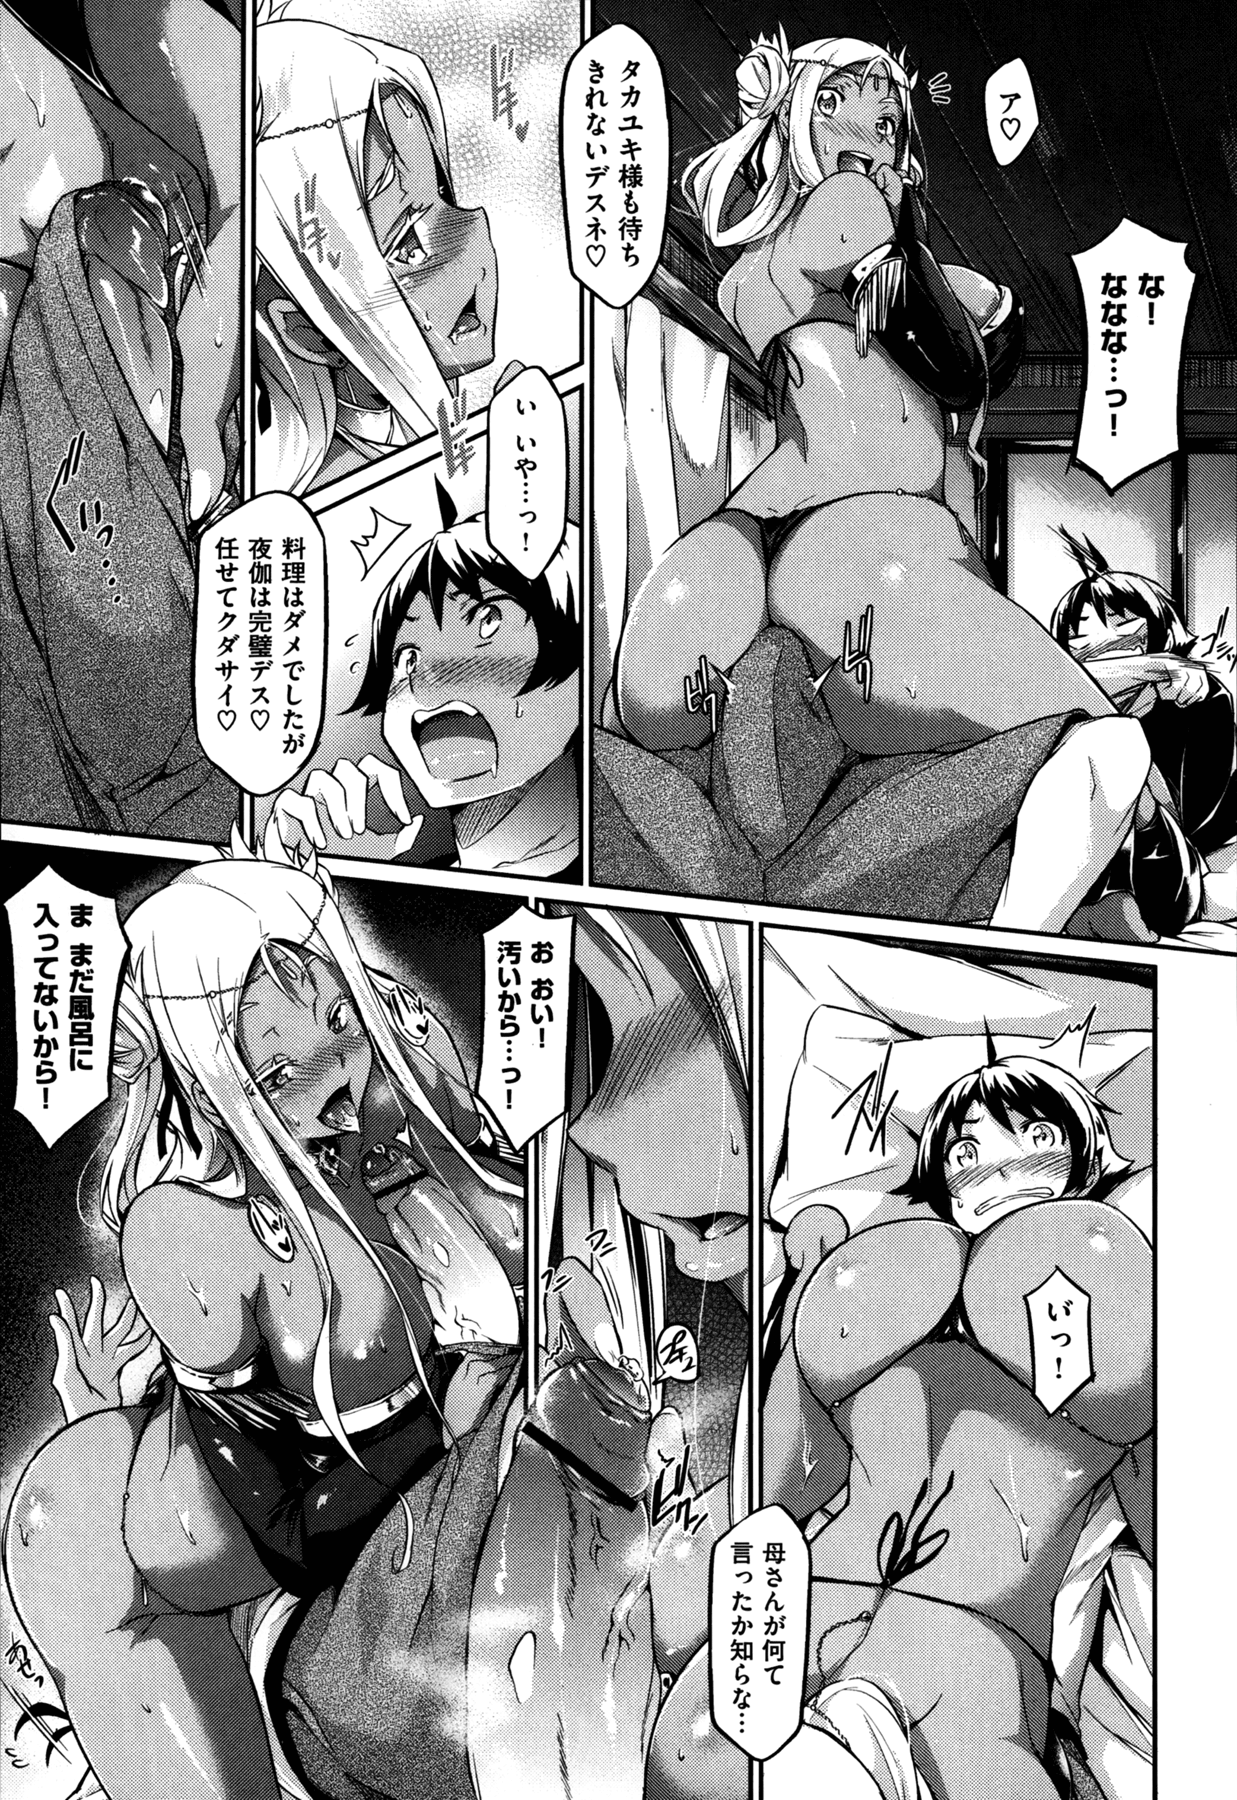 ア♡
な！
ななな…っ！
タカユキ様も待ち
きれないデスネ♡
い いや…っ！
料理はダメでしたが
夜伽は完璧デス♡
任せてクダサイ♡
いっ！
母さんが何て
言ったか知らな…
お おい！
汚いから…っ！
ま まだ風呂に
入ってないから！